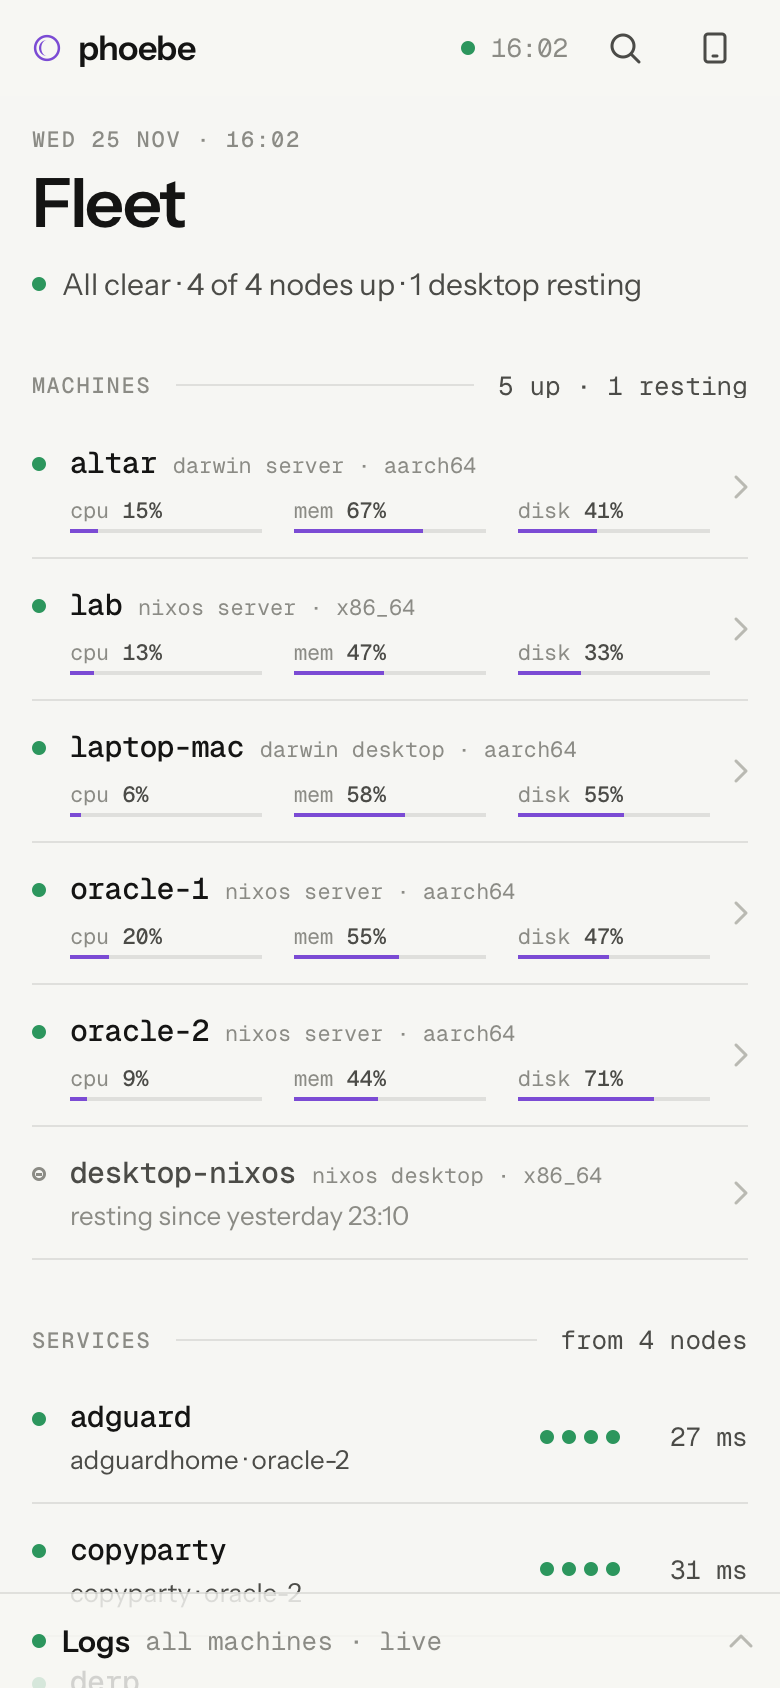 phoebe
16:02
WED 25 NOV · 16:02
Fleet
All clear · 4 of 4 nodes up · 1 desktop resting
MACHINES
5 up · 1 resting
altar darwin server · aarch64
cpu 15% mem 67% disk 41%
lab nixos server · x86_64
cpu 13% mem 47% disk 33%
laptop-mac darwin desktop · aarch64
cpu 6% mem 58% disk 55%
oracle-1 nixos server · aarch64
cpu 20% mem 55% disk 47%
oracle-2 nixos server · aarch64
cpu 9% mem 44% disk 71%
desktop-nixos nixos desktop · x86_64
resting since yesterday 23:10
SERVICES
from 4 nodes
adguard
adguardhome · oracle-2
27 ms
copyparty
copyparty · oracle-2
31 ms
Logs all machines · live
derp